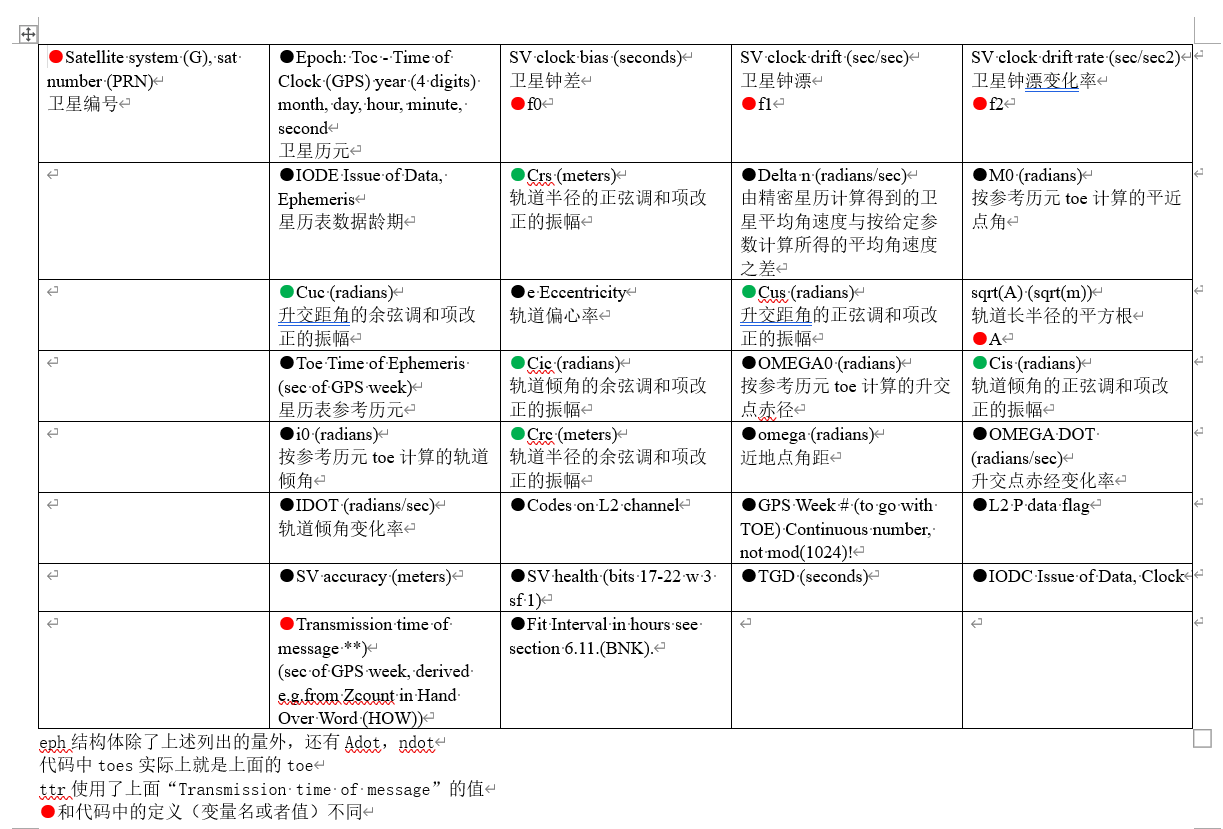 Satellite system (G), sat
number (PRN)
卫星编号
Epoch: Toc - Time of
Clock (GPS) year (4 digits)
month, day, hour, minute,
second
卫星历元
SV clock bias (seconds)
卫星钟差
f0
SV clock drift (sec/sec)
卫星钟漂
f1
SV clock drift rate (sec/sec2)
卫星钟漂变化率
f2
IODE Issue of Data,
Ephemeris
星历表数据龄期
Crs (meters)
轨道半径的正弦调和项改
正的振幅
Delta n (radians/sec)
由精密星历计算得到的卫
星平均角速度与按给定参
数计算所得的平均角速度
之差
M0 (radians)
按参考历元 toe 计算的平近
点角
Cuc (radians)
升交距角的余弦调和项改
正的振幅
e Eccentricity
轨道偏心率
Cus (radians)
升交距角的正弦调和项改
正的振幅
sqrt(A) (sqrt(m))
轨道长半径的平方根
A
Toe Time of Ephemeris
(sec of GPS week)
星历表参考历元
Cic (radians)
轨道倾角的余弦调和项改
正的振幅
OMEGA0 (radians)
按参考历元 toe 计算的升交
点赤径
Cis (radians)
轨道倾角的正弦调和项改
正的振幅
i0 (radians)
按参考历元 toe 计算的轨道
倾角
Crc (meters)
轨道半径的余弦调和项改
正的振幅
omega (radians)
近地点角距
OMEGA DOT
(radians/sec)
升交点赤经变化率
IDOT (radians/sec)
轨道倾角变化率
Codes on L2 channel
GPS Week # (to go with
TOE) Continuous number,
not mod(1024)!
L2 P data flag
SV accuracy (meters)
SV health (bits 17-22 w 3
sf 1)
TGD (seconds)
IODC Issue of Data, Clock
Transmission time of
message **)
(sec of GPS week, derived
e.g.from Zcount in Hand
Over Word (HOW))
Fit Interval in hours see
section 6.11.(BNK).
eph 结构体除了上述列出的量外，还有 Adot，ndot
代码中 toes 实际上就是上面的 toe
ttr 使用了上面“Transmission time of message”的值
和代码中的定义（变量名或者值）不同